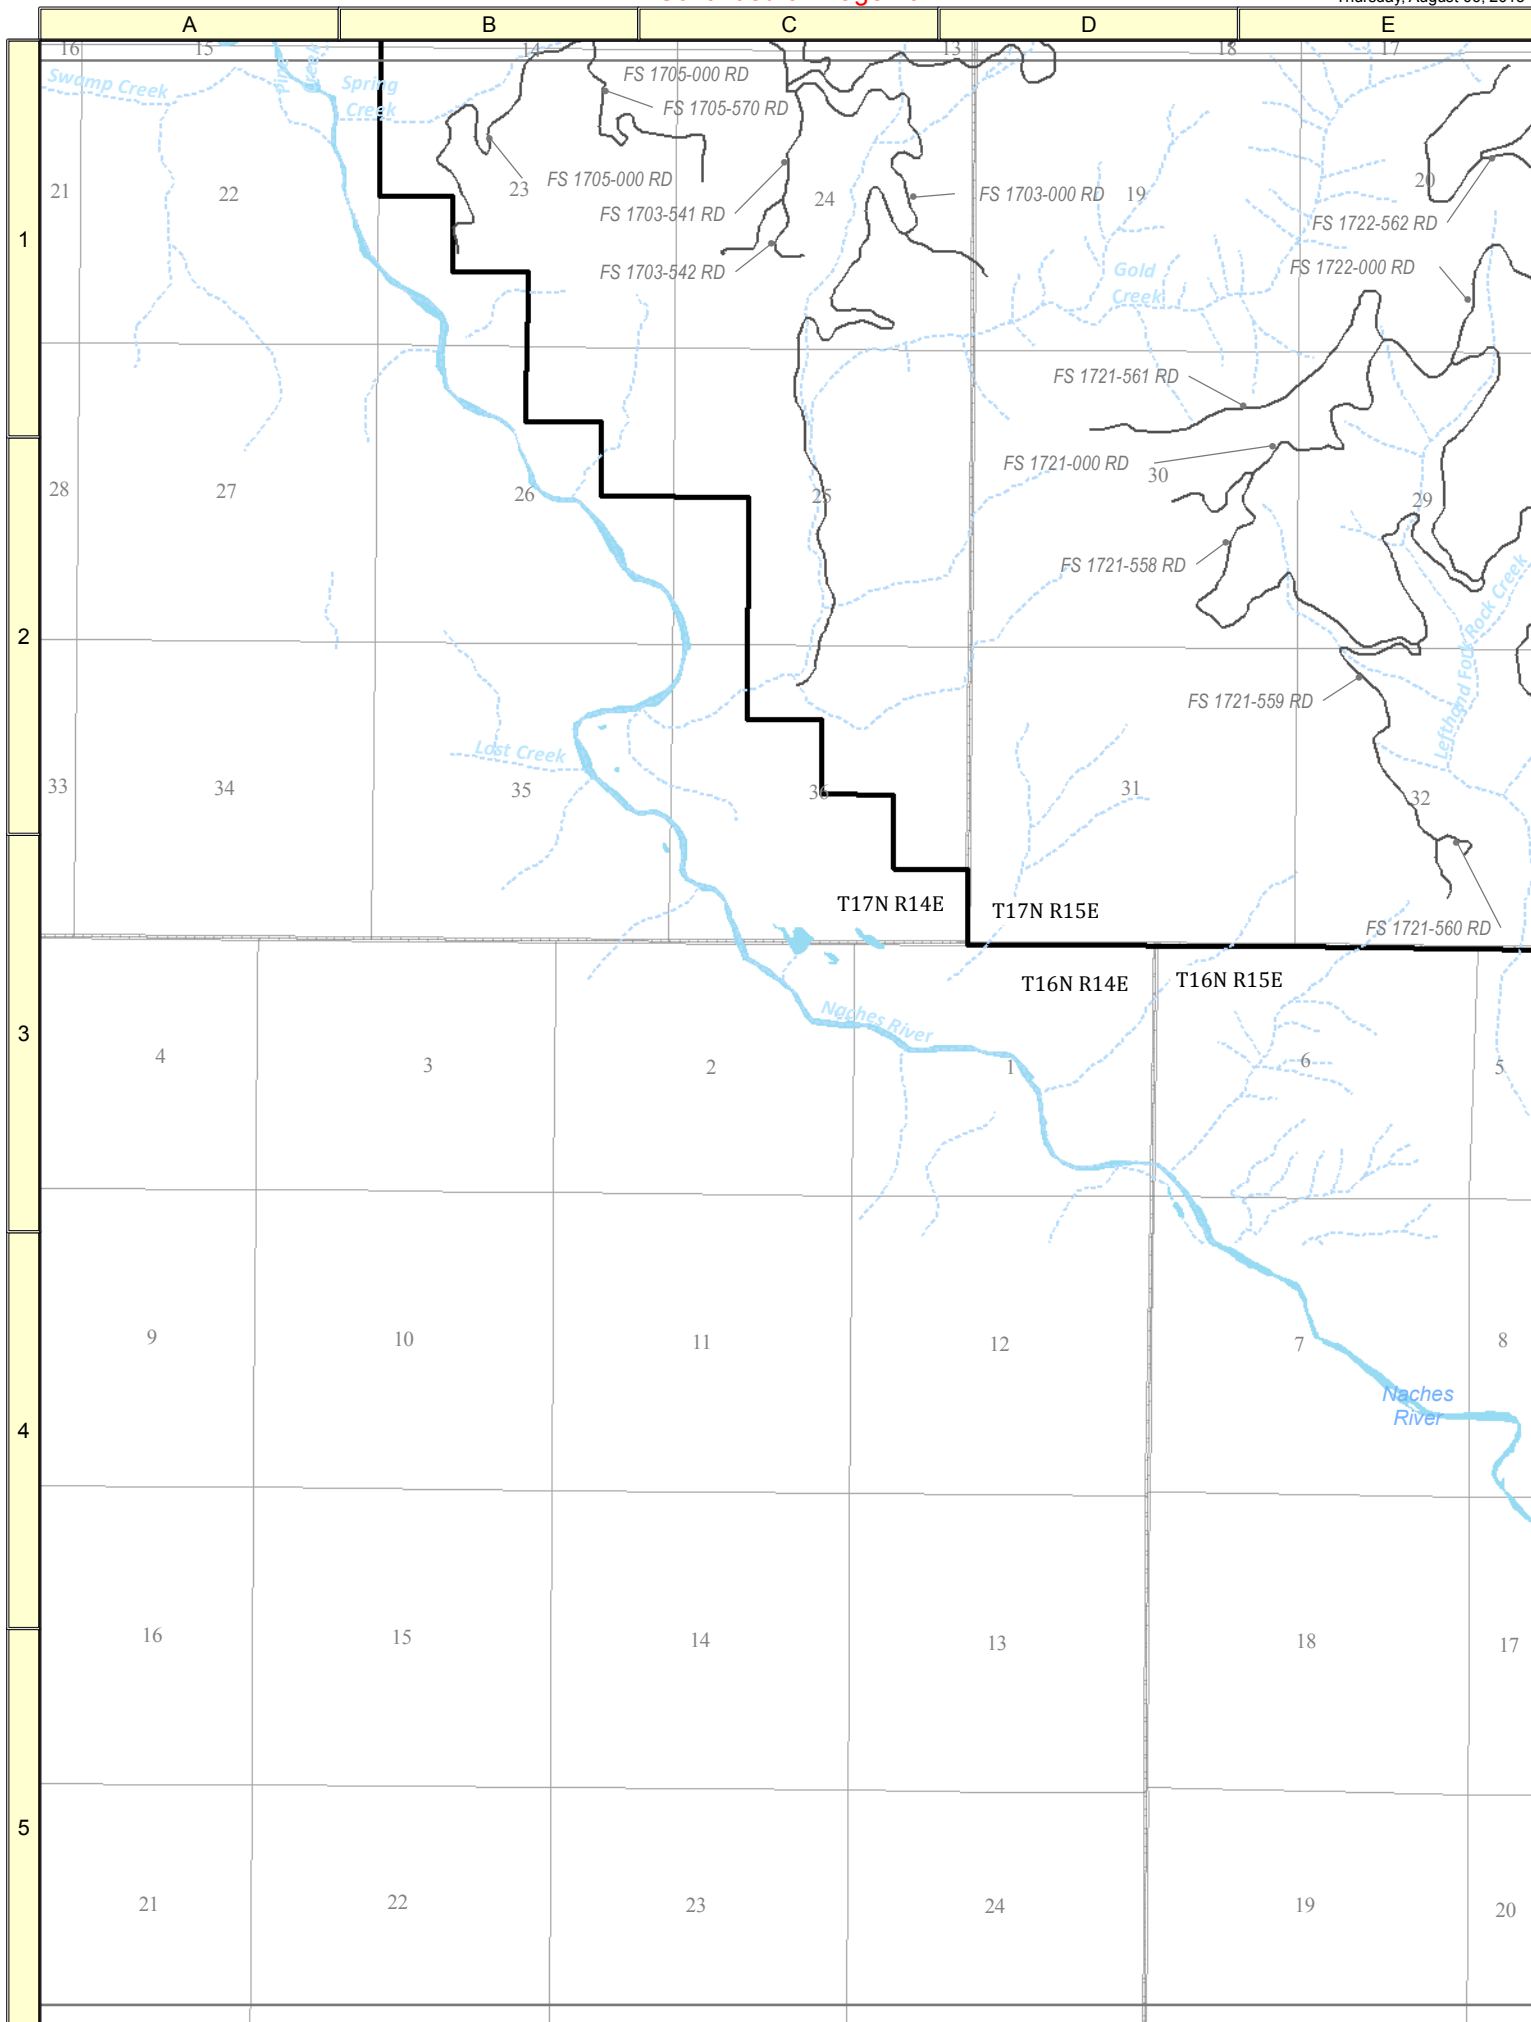 Thursday, August 06, 2015
A B C D E
16 15 14 13 18 17
Swamp Creek
Spring
Creek
FS 1705-000 RD
FS 1705-570 RD
FS 1705-000 RD
FS 1703-541 RD
FS 1703-000 RD
FS 1703-542 RD
FS 1722-562 RD
FS 1722-000 RD
21 22 23 24 19 20
1
Gold
Creek
FS 1721-561 RD
FS 1721-000 RD
28 27 26 25 30 29
FS 1721-558 RD
Lefthand Fork Rock Creek
2
FS 1721-559 RD
Lost Creek
33 34 35 36 31 32
T17N R14E
T17N R15E
FS 1721-560 RD
T16N R14E
T16N R15E
Naches River
3
4 3 2 1 6 5
9 10 11 12 7 8
Naches
River
4
16 15 14 13 18 17
5
21 22 23 24 19 20